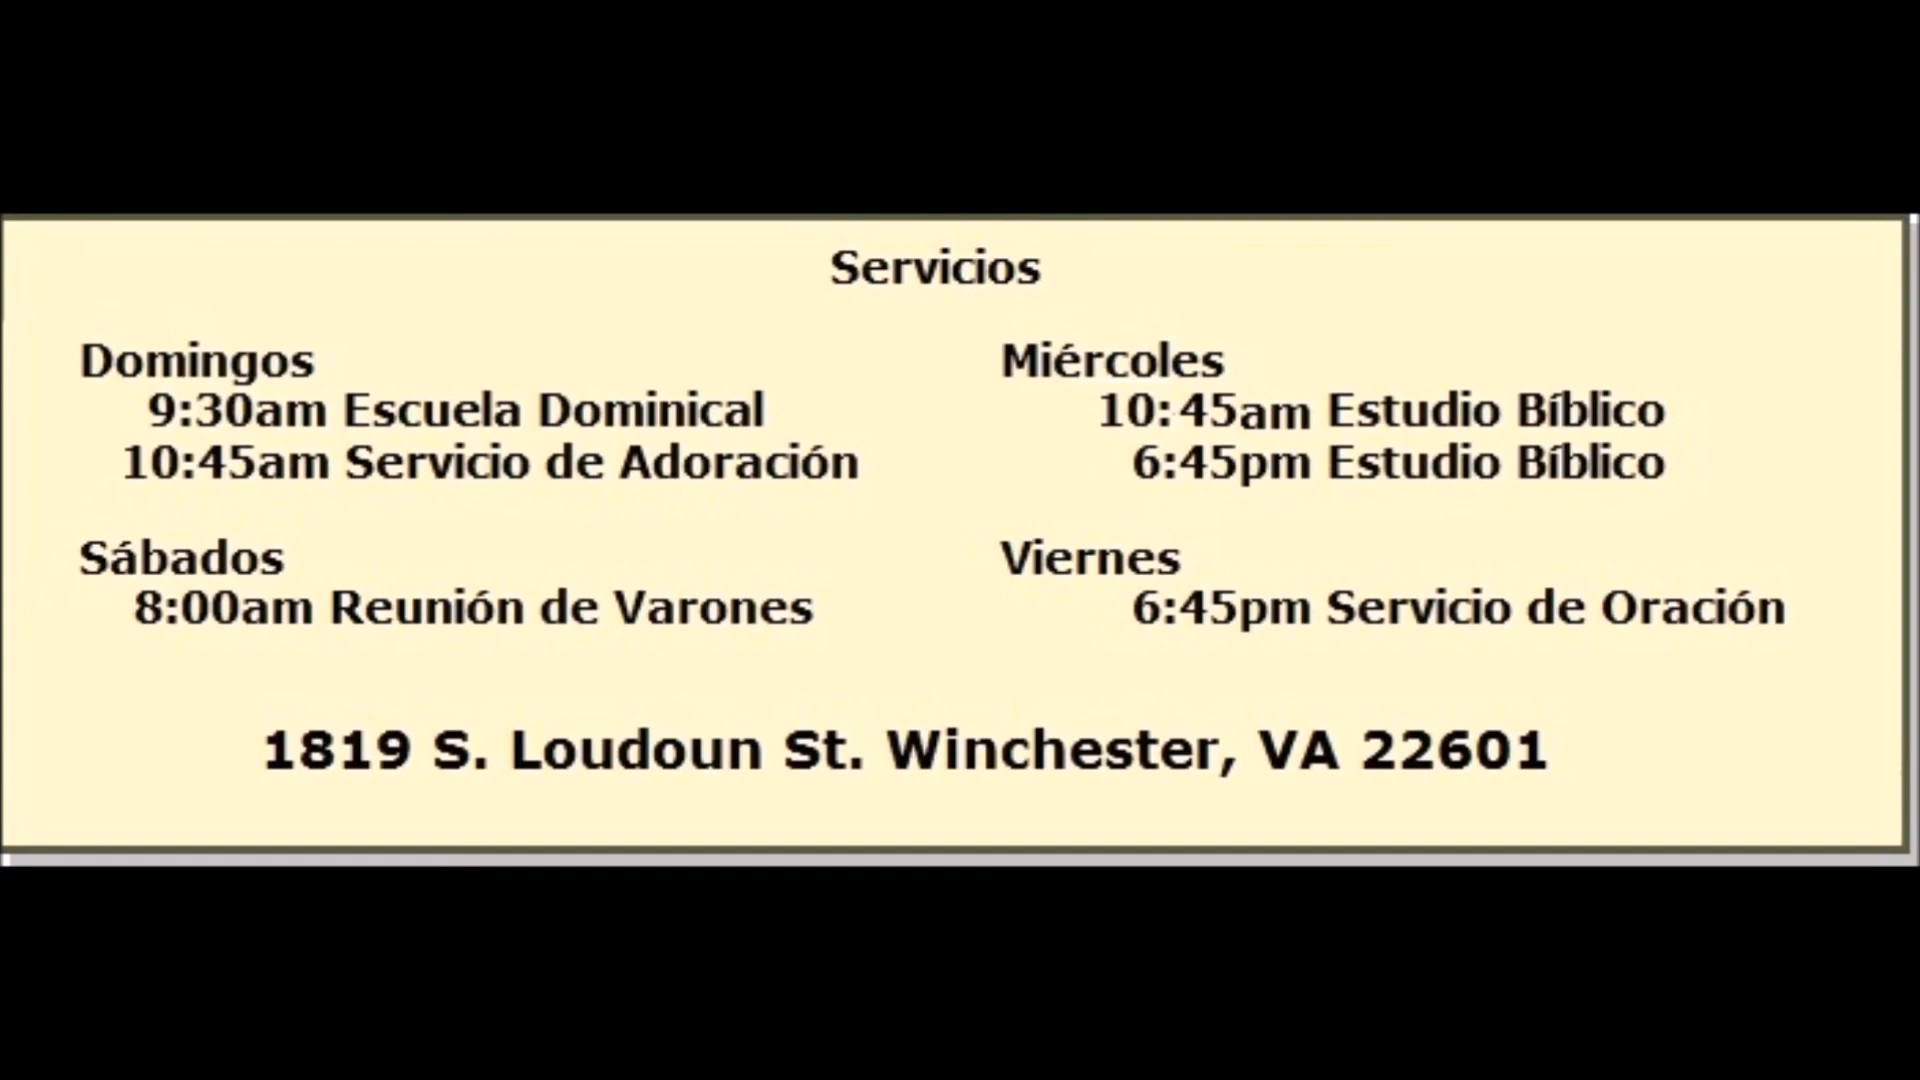 Servicios
Domingos
9:30am Escuela Dominical
10:45am Servicio de Adoración
Miércoles
10:45am Estudio Bíblico
6:45pm Estudio Bíblico
Sábados
8:00am Reunión de Varones
Viernes
6:45pm Servicio de Oración
1819 S. Loudoun St. Winchester, VA 22601